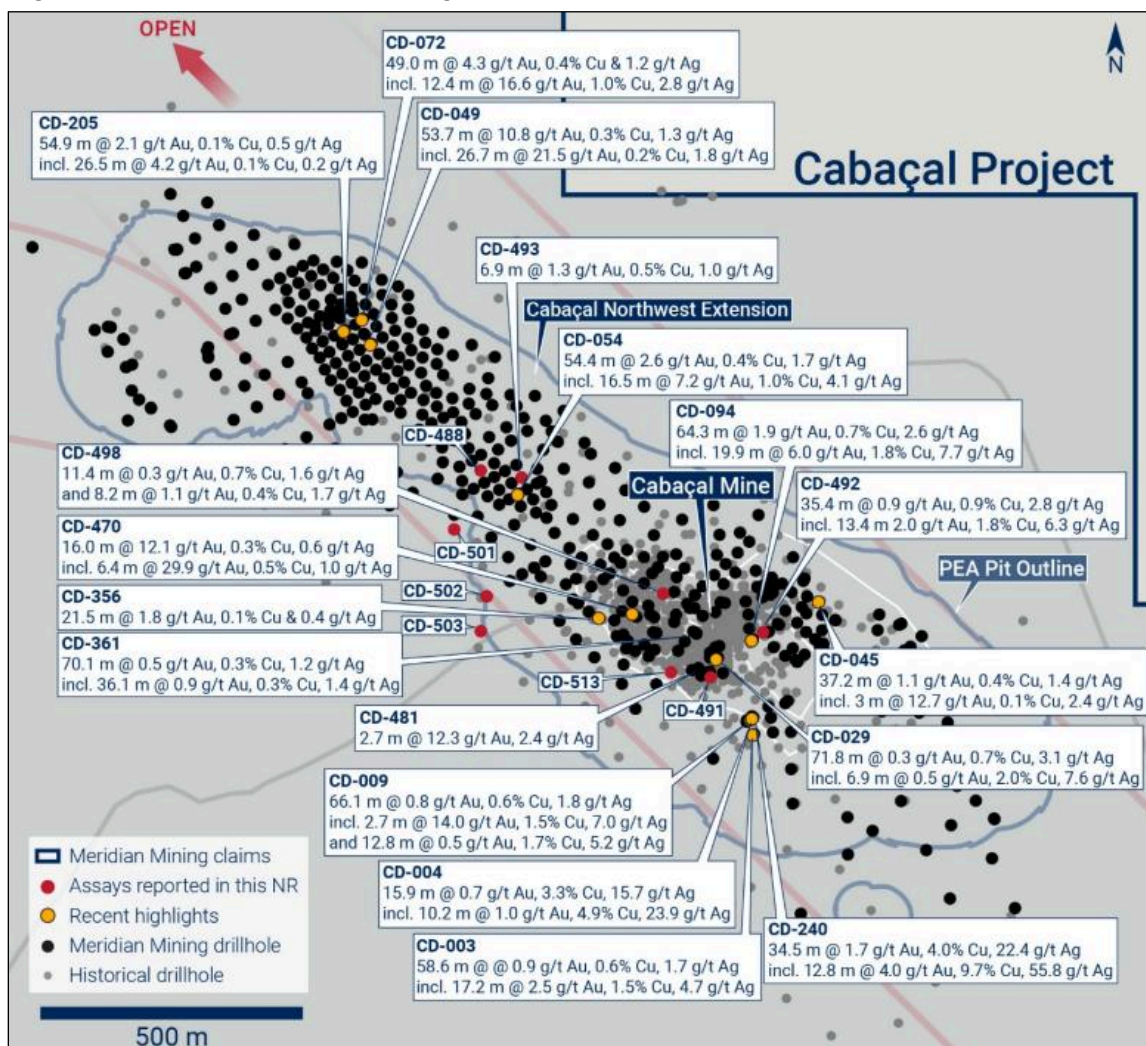 OPEN
N
Cabaçal Project
CD-072
49.0 m @ 4.3 g/t Au, 0.4% Cu & 1.2 g/t Ag
incl. 12.4 m @ 16.6 g/t Au, 1.0% Cu, 2.8 g/t Ag
CD-205
54.9 m @ 2.1 g/t Au, 0.1% Cu, 0.5 g/t Ag
incl. 26.5 m @ 4.2 g/t Au, 0.1% Cu, 0.2 g/t Ag
CD-049
53.7 m @ 10.8 g/t Au, 0.3% Cu, 1.3 g/t Ag
incl. 26.7 m @ 21.5 g/t Au, 0.2% Cu, 1.8 g/t Ag
CD-493
6.9 m @ 1.3 g/t Au, 0.5% Cu, 1.0 g/t Ag
Cabaçal Northwest Extension
CD-054
54.4 m @ 2.6 g/t Au, 0.4% Cu, 1.7 g/t Ag
incl. 16.5 m @ 7.2 g/t Au, 1.0% Cu, 4.1 g/t Ag
CD-094
64.3 m @ 1.9 g/t Au, 0.7% Cu, 2.6 g/t Ag
incl. 19.9 m @ 6.0 g/t Au, 1.8% Cu, 7.7 g/t Ag
CD-488
CD-498
11.4 m @ 0.3 g/t Au, 0.7% Cu, 1.6 g/t Ag
and 8.2 m @ 1.1 g/t Au, 0.4% Cu, 1.7 g/t Ag
Cabaçal Mine
CD-492
35.4 m @ 0.9 g/t Au, 0.9% Cu, 2.8 g/t Ag
incl. 13.4 m 2.0 g/t Au, 1.8% Cu, 6.3 g/t Ag
CD-470
16.0 m @ 12.1 g/t Au, 0.3% Cu, 0.6 g/t Ag
incl. 6.4 m @ 29.9 g/t Au, 0.5% Cu, 1.0 g/t Ag
CD-501
PEA Pit Outline
CD-502
CD-356
21.5 m @ 1.8 g/t Au, 0.1% Cu & 0.4 g/t Ag
CD-503
CD-361
70.1 m @ 0.5 g/t Au, 0.3% Cu, 1.2 g/t Ag
incl. 36.1 m @ 0.9 g/t Au, 0.3% Cu, 1.4 g/t Ag
CD-513
CD-491
CD-045
37.2 m @ 1.1 g/t Au, 0.4% Cu, 1.4 g/t Ag
incl. 3 m @ 12.7 g/t Au, 0.1% Cu, 2.4 g/t Ag
CD-481
2.7 m @ 12.3 g/t Au, 2.4 g/t Ag
CD-029
71.8 m @ 0.3 g/t Au, 0.7% Cu, 3.1 g/t Ag
incl. 6.9 m @ 0.5 g/t Au, 2.0% Cu, 7.6 g/t Ag
CD-009
66.1 m @ 0.8 g/t Au, 0.6% Cu, 1.8 g/t Ag
incl. 2.7 m @ 14.0 g/t Au, 1.5% Cu, 7.0 g/t Ag
and 12.8 m @ 0.5 g/t Au, 1.7% Cu, 5.2 g/t Ag
CD-004
15.9 m @ 0.7 g/t Au, 3.3% Cu, 15.7 g/t Ag
incl. 10.2 m @ 1.0 g/t Au, 4.9% Cu, 23.9 g/t Ag
CD-240
34.5 m @ 1.7 g/t Au, 4.0% Cu, 22.4 g/t Ag
incl. 12.8 m @ 4.0 g/t Au, 9.7% Cu, 55.8 g/t Ag
CD-003
58.6 m @ @ 0.9 g/t Au, 0.6% Cu, 1.7 g/t Ag
incl. 17.2 m @ 2.5 g/t Au, 1.5% Cu, 4.7 g/t Ag
Meridian Mining claims
Assays reported in this NR
Recent highlights
Meridian Mining drillhole
Historical drillhole
500 m